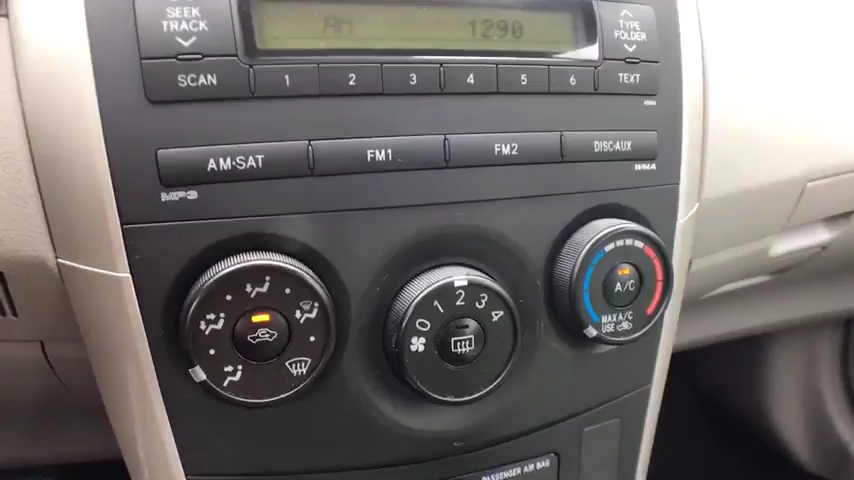 SEEK
TRACK
AM 1290
TYPE
FOLDER
SCAN 1 2 3 4 5 6 TEXT
AM·SAT FM1 FM2 DISC·AUX
MP3 WMA
0 1 2 3 4
A/C
MAX A/C
USE
PASSENGER AIR BAG